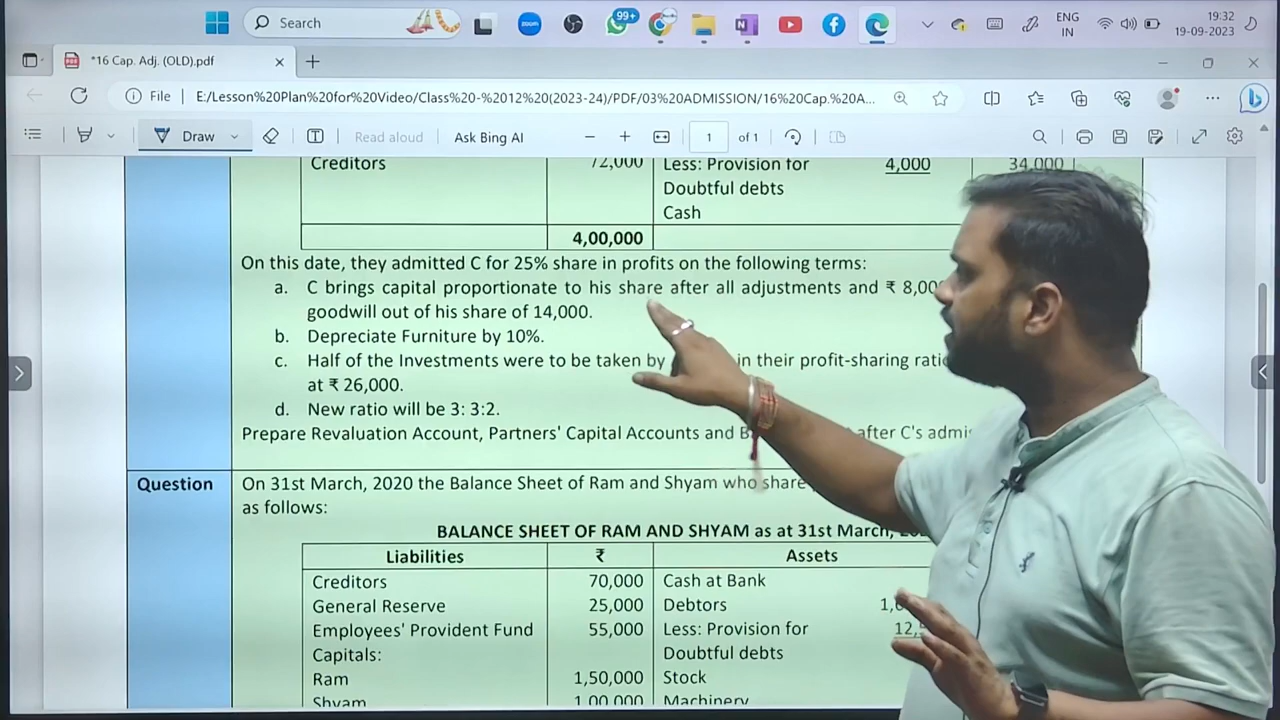 Search
99+
ENG
IN
19:32
19-09-2023
*16 Cap. Adj. (OLD).pdf
File
E:/Lesson%20Plan%20for%20Video/Class%20-%2012%20(2023-24)/PDF/03%20ADMISSION/16%20Cap.%20A...
Draw
Read aloud
Ask Bing AI
1
of 1
Creditors 72,000 Less: Provision for 4,000 34,000
Doubtful debts
Cash
4,00,000
On this date, they admitted C for 25% share in profits on the following terms:
a. C brings capital proportionate to his share after all adjustments and ₹ 8,00
goodwill out of his share of 14,000.
b. Depreciate Furniture by 10%.
c. Half of the Investments were to be taken by in their profit-sharing ratio
at ₹ 26,000.
d. New ratio will be 3: 3:2.
Prepare Revaluation Account, Partners' Capital Accounts and after C's
Question On 31st March, 2020 the Balance Sheet of Ram and Shyam who share
as follows:
BALANCE SHEET OF RAM AND SHYAM as at 31st March,
Liabilities ₹ Assets
Creditors 70,000 Cash at Bank
General Reserve 25,000 Debtors
Employees' Provident Fund 55,000 Less: Provision for
Capitals: Doubtful debts
Ram 1,50,000 Stock
Shyam 1,00,000 Machinery